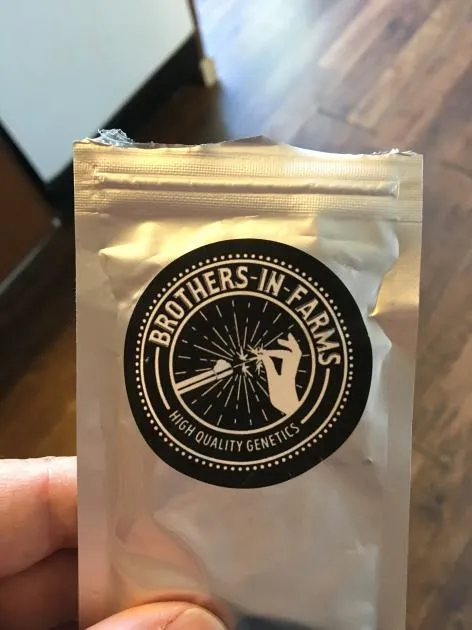 BROTHERS-IN-FARMS
HIGH QUALITY GENETICS